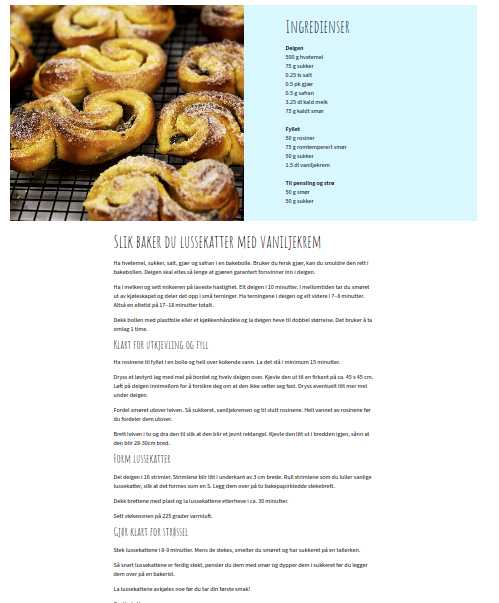 Ingredienser
Deigen
500 g hvetemel
75 g sukker
0.25 ts salt
0.5 pk gjær
0.5 g safran
3.25 dl kald melk
75 g kaldt smør
Fyllet
50 g rosiner
75 g romtemperert smør
50 g sukker
1.5 dl vaniljekrem
Til pensling og strø
50 g smør
50 g sukker
Slik baker du lussekatter med vaniljekrem
Ha hvetemel, sukker, salt, gjær og safran i en bakebolle. Bruker du fersk gjær, kan du smuldre den rett i
bakebollen. Deigen skal eltes så lenge at gjæren garantert forsvinner inn i deigen.
Ha i melken og sett mikseren på laveste hastighet. Elt deigen i 10 minutter. I mellomtiden tar du smøret
ut av kjøleskapet og deler det opp i små terninger. Ha terningene i deigen og elt videre i 7–8 minutter.
Altså en eltetid på 17–18 minutter totalt.
Dekk bollen med plastfolie eller et kjøkkenhåndkle og la deigen heve til dobbel størrelse. Det bruker å ta
omlag 1 time.
Klart for utkjevling og fyll
Ha rosinene til fyllet i en bolle og hell over kokende vann. La det stå i minimum 15 minutter.
Dryss et løvtynt lag med mel på bordet og hvelv deigen over. Kjevle den ut til en firkant på ca. 45 x 45 cm.
Løft på deigen innimellom for å forsikre deg om at den ikke setter seg fast. Dryss eventuelt litt mer mel
under deigen.
Fordel smøret utover leiven. Så sukkeret, vaniljekremen og til slutt rosinene. Hell vannet av rosinene før
du fordeler dem utover.
Brett leiven i to og dra den til slik at den blir et jevnt rektangel. Kjevle den litt ut i bredden igjen, sånn at
den blir 28-30cm bred.
Form lussekatter
Del deigen i 16 strimler. Strimlene blir litt i underkant av 3 cm brede. Rull strimlene som du tuller vanlige
lussekatter, slik at det formes som en S. Legg dem over på to bakepapirkledde stekebrett.
Dekk brettene med plast og la lussekattene etterheve i ca. 30 minutter.
Sett stekeovnen på 225 grader varmluft.
Gjør klart for strøssel
Stek lussekattene i 8-9 minutter. Mens de stekes, smelter du smøret og har sukkeret på en tallerken.
Så snart lussekattene er ferdig stekt, pensler du dem med smør og dypper dem i sukkeret før du legger
dem over på en bakerist.
La lussekattene avkjøles noe før du tar din første smak!